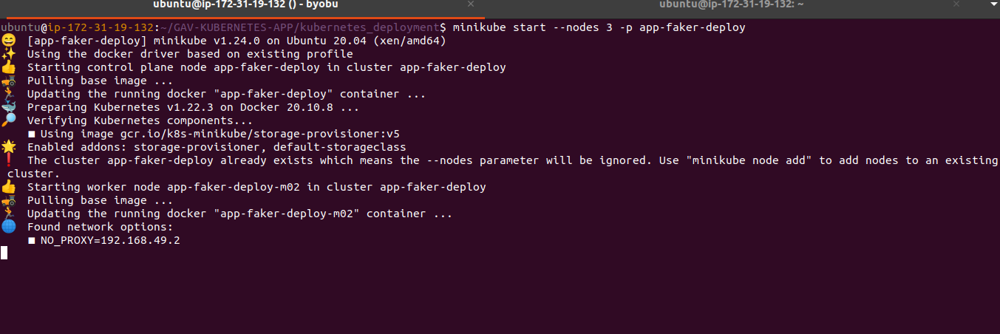 ubuntu@ip-172-31-19-132 () - byobu
ubuntu@ip-172-31-19-132: ~
ubuntu@ip-172-31-19-132:~/GAV-KUBERNETES-APP/kubernetes_deployment$ minikube start --nodes 3 -p app-faker-deploy
[app-faker-deploy] minikube v1.24.0 on Ubuntu 20.04 (xen/amd64)
Using the docker driver based on existing profile
Starting control plane node app-faker-deploy in cluster app-faker-deploy
Pulling base image ...
Updating the running docker "app-faker-deploy" container ...
Preparing Kubernetes v1.22.3 on Docker 20.10.8 ...
Verifying Kubernetes components...
Using image gcr.io/k8s-minikube/storage-provisioner:v5
Enabled addons: storage-provisioner, default-storageclass
The cluster app-faker-deploy already exists which means the --nodes parameter will be ignored. Use "minikube node add" to add nodes to an existing
cluster.
Starting worker node app-faker-deploy-m02 in cluster app-faker-deploy
Pulling base image ...
Updating the running docker "app-faker-deploy-m02" container ...
Found network options:
NO_PROXY=192.168.49.2